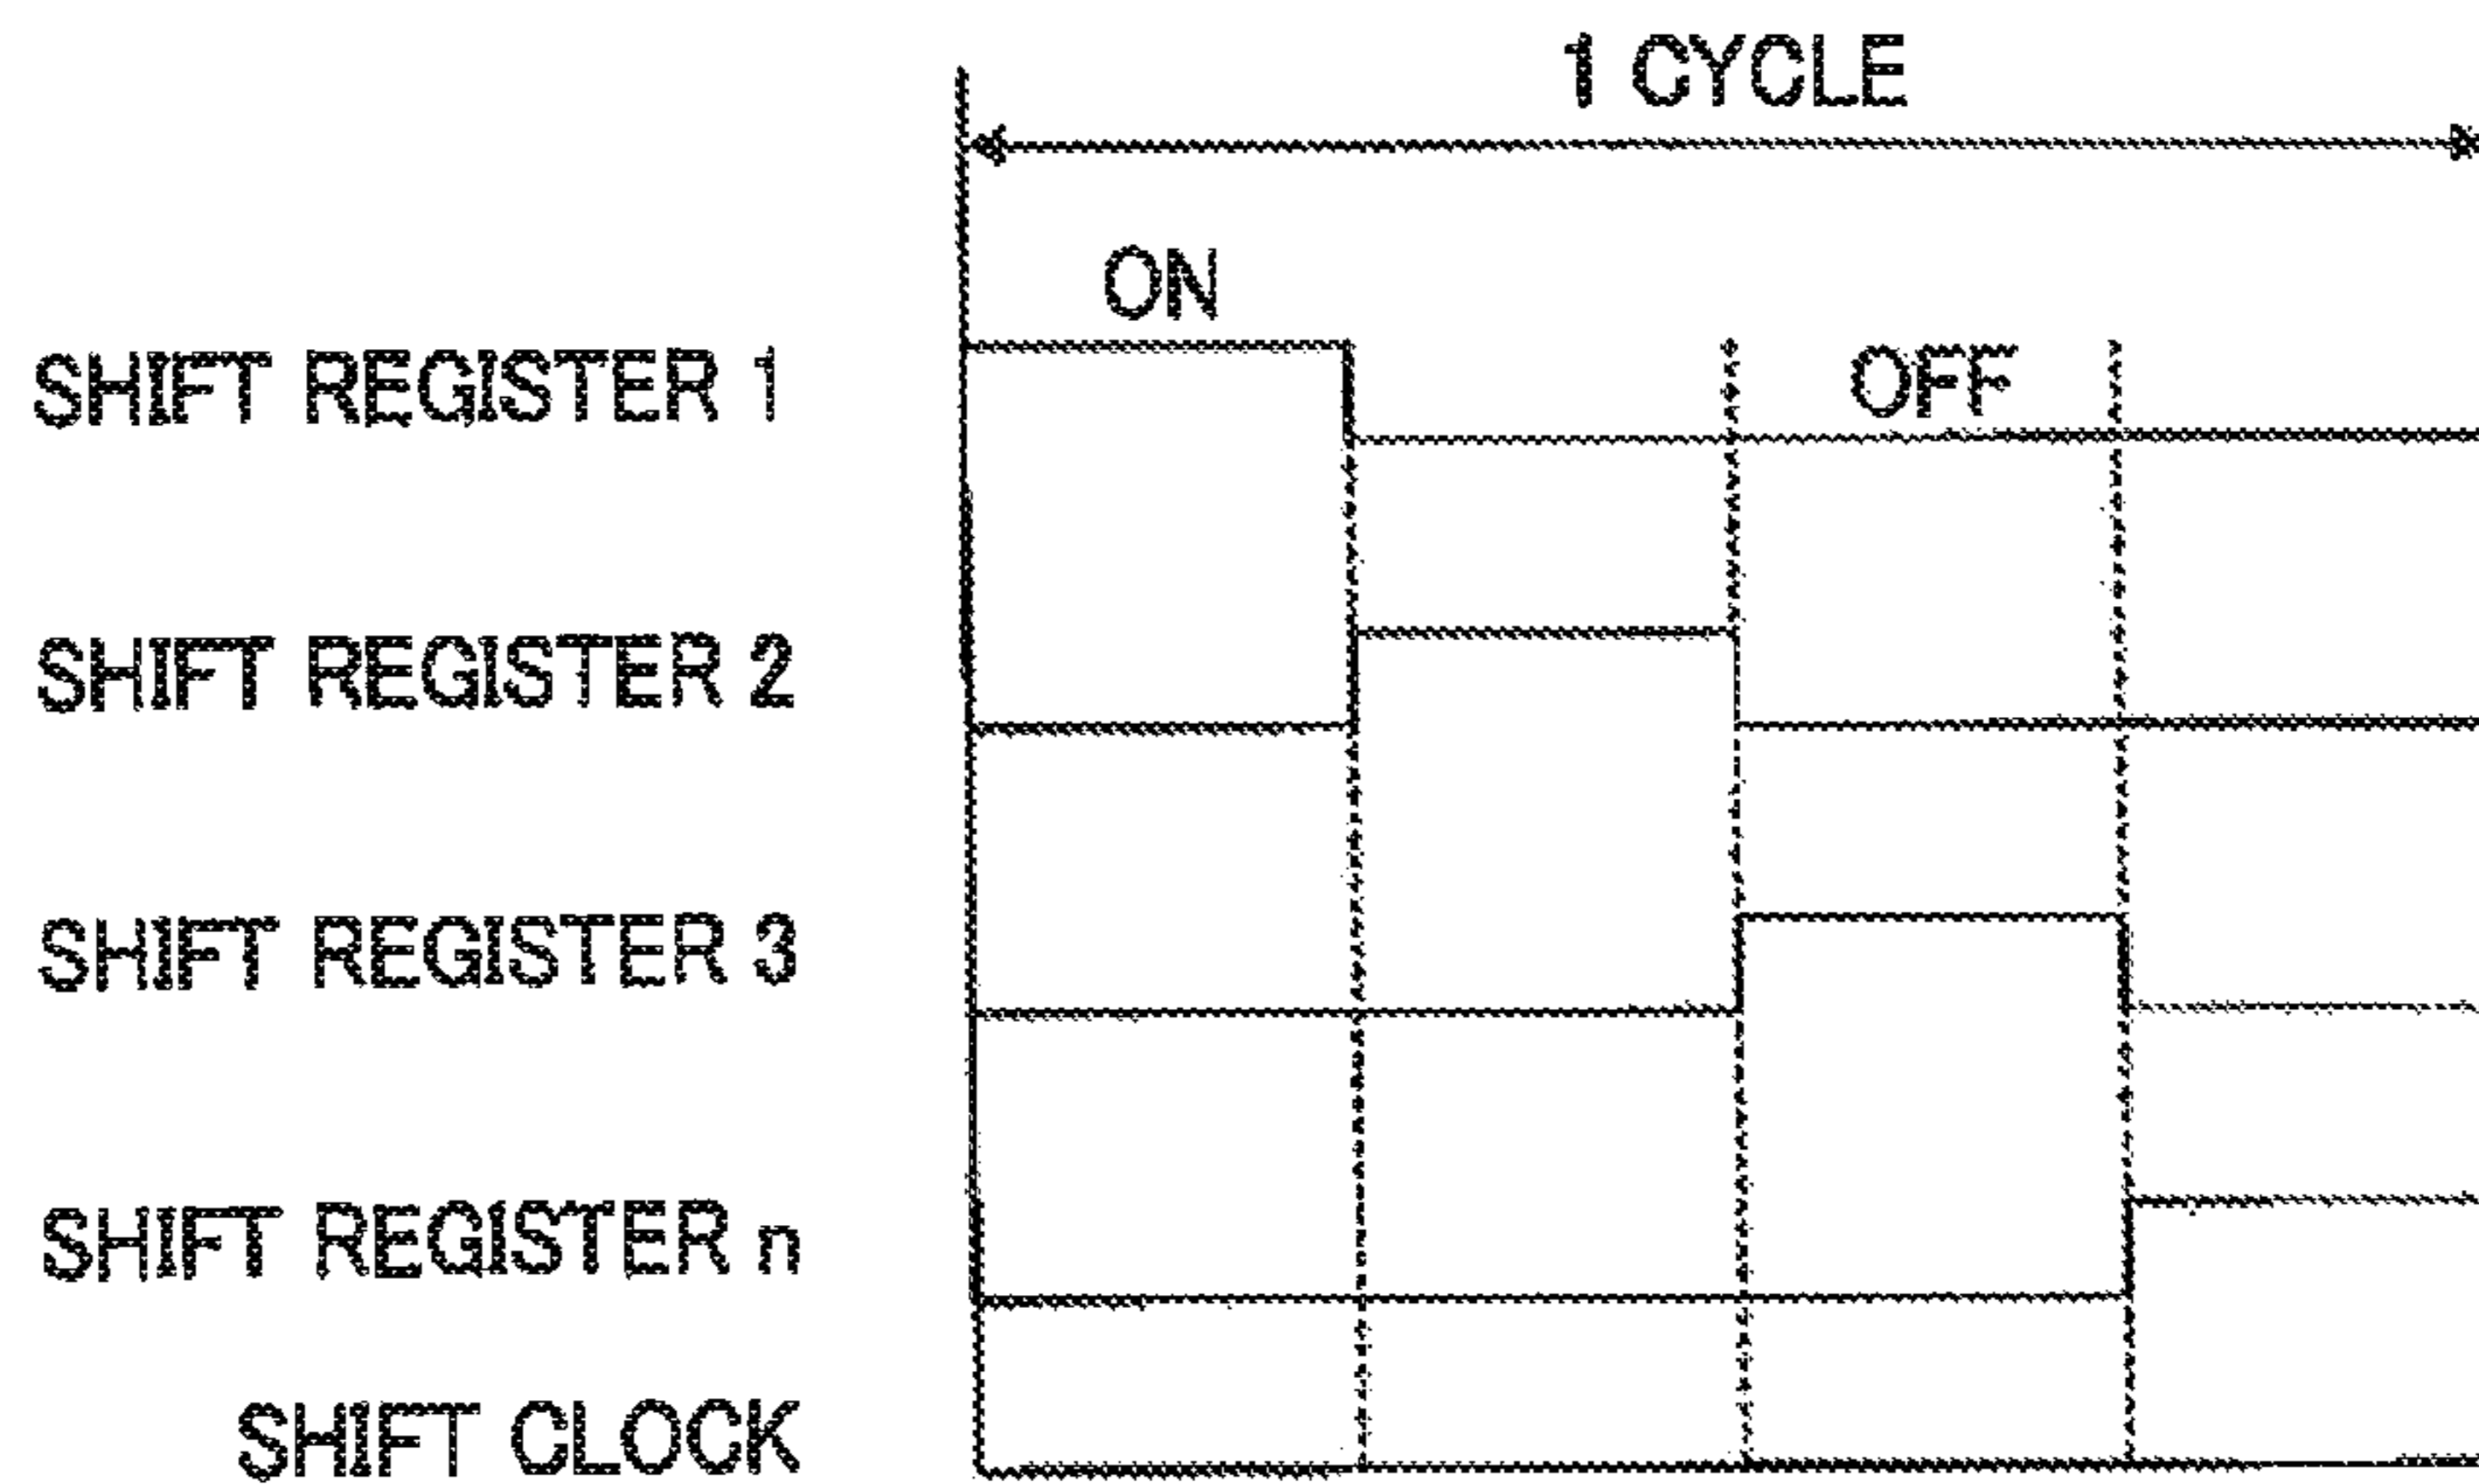 1 CYCLE
ON
SHIFT REGISTER 1
OFF
SHIFT REGISTER 2
SHIFT REGISTER 3
SHIFT REGISTER n
SHIFT CLOCK